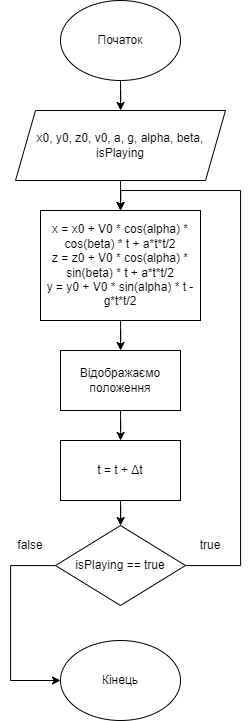 Початок
x0, y0, z0, v0, a, g, alpha, beta,
isPlaying
x = x0 + V0 * cos(alpha) *
cos(beta) * t + a*t*t/2
z = z0 + V0 * cos(alpha) *
sin(beta) * t + a*t*t/2
y = y0 + V0 * sin(alpha) * t -
g*t*t/2
Відображаємо
положення
t = t + Δt
false
true
isPlaying == true
Кінець